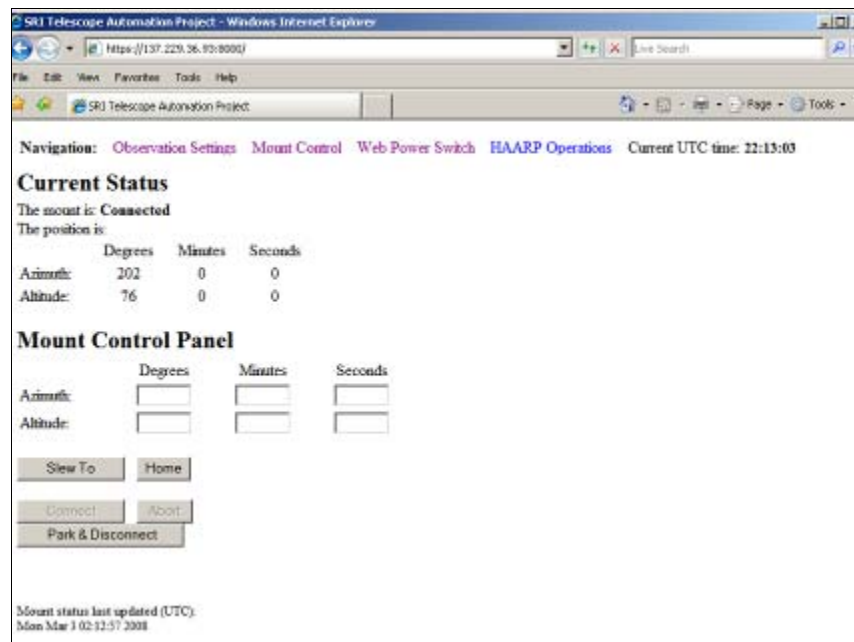 SRI Telescope Automation Project - Windows Internet Explorer
https://137.229.36.93:8000/
Live Search
File Edit View Favorites Tools Help
SRI Telescope Automation Project
Page Tools
Navigation: Observation Settings Mount Control Web Power Switch HAARP Operations Current UTC time: 22:13:03
Current Status
The mount is: Connected
The position is:
Degrees Minutes Seconds
Azimuth: 202 0 0
Altitude: 76 0 0
Mount Control Panel
Degrees Minutes Seconds
Azimuth:
Altitude:
Slew To Home
Connect Abort
Park & Disconnect
Mount status last updated (UTC):
Mon Mar 3 02:12:57 2008